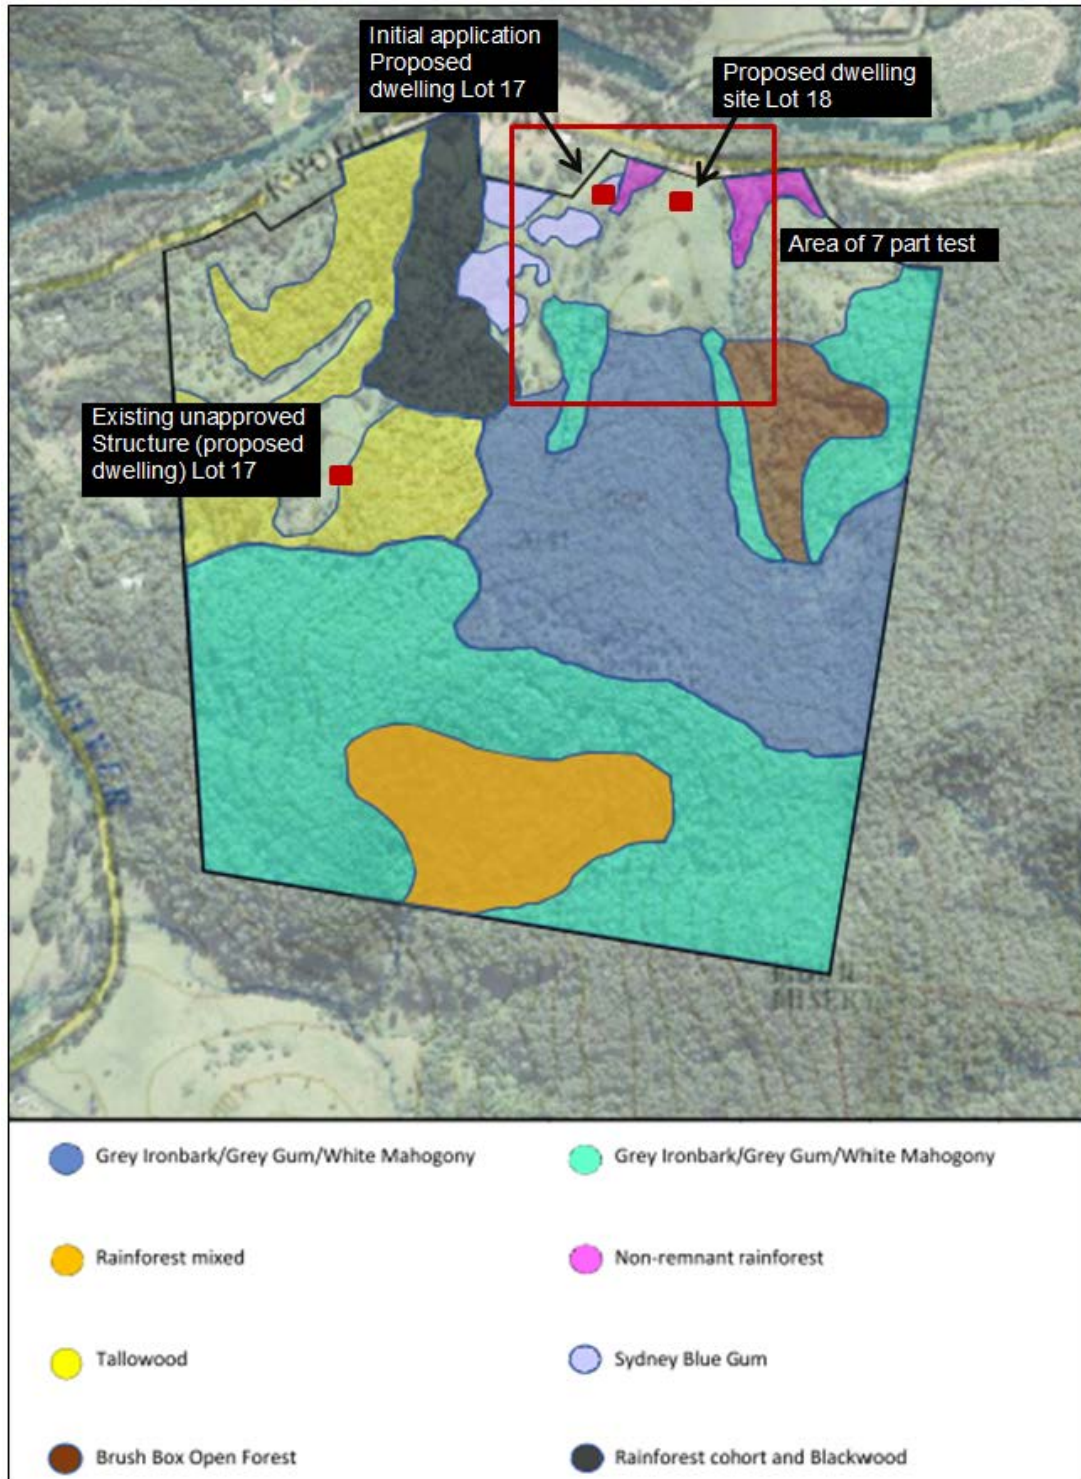 Initial application
Proposed
dwelling Lot 17
Proposed dwelling
site Lot 18
Area of 7 part test
Existing unapproved
Structure (proposed
dwelling) Lot 17
RIVER
MISERY
Grey Ironbark/Grey Gum/White Mahogony
Grey Ironbark/Grey Gum/White Mahogony
Rainforest mixed
Non-remnant rainforest
Tallowood
Sydney Blue Gum
Brush Box Open Forest
Rainforest cohort and Blackwood